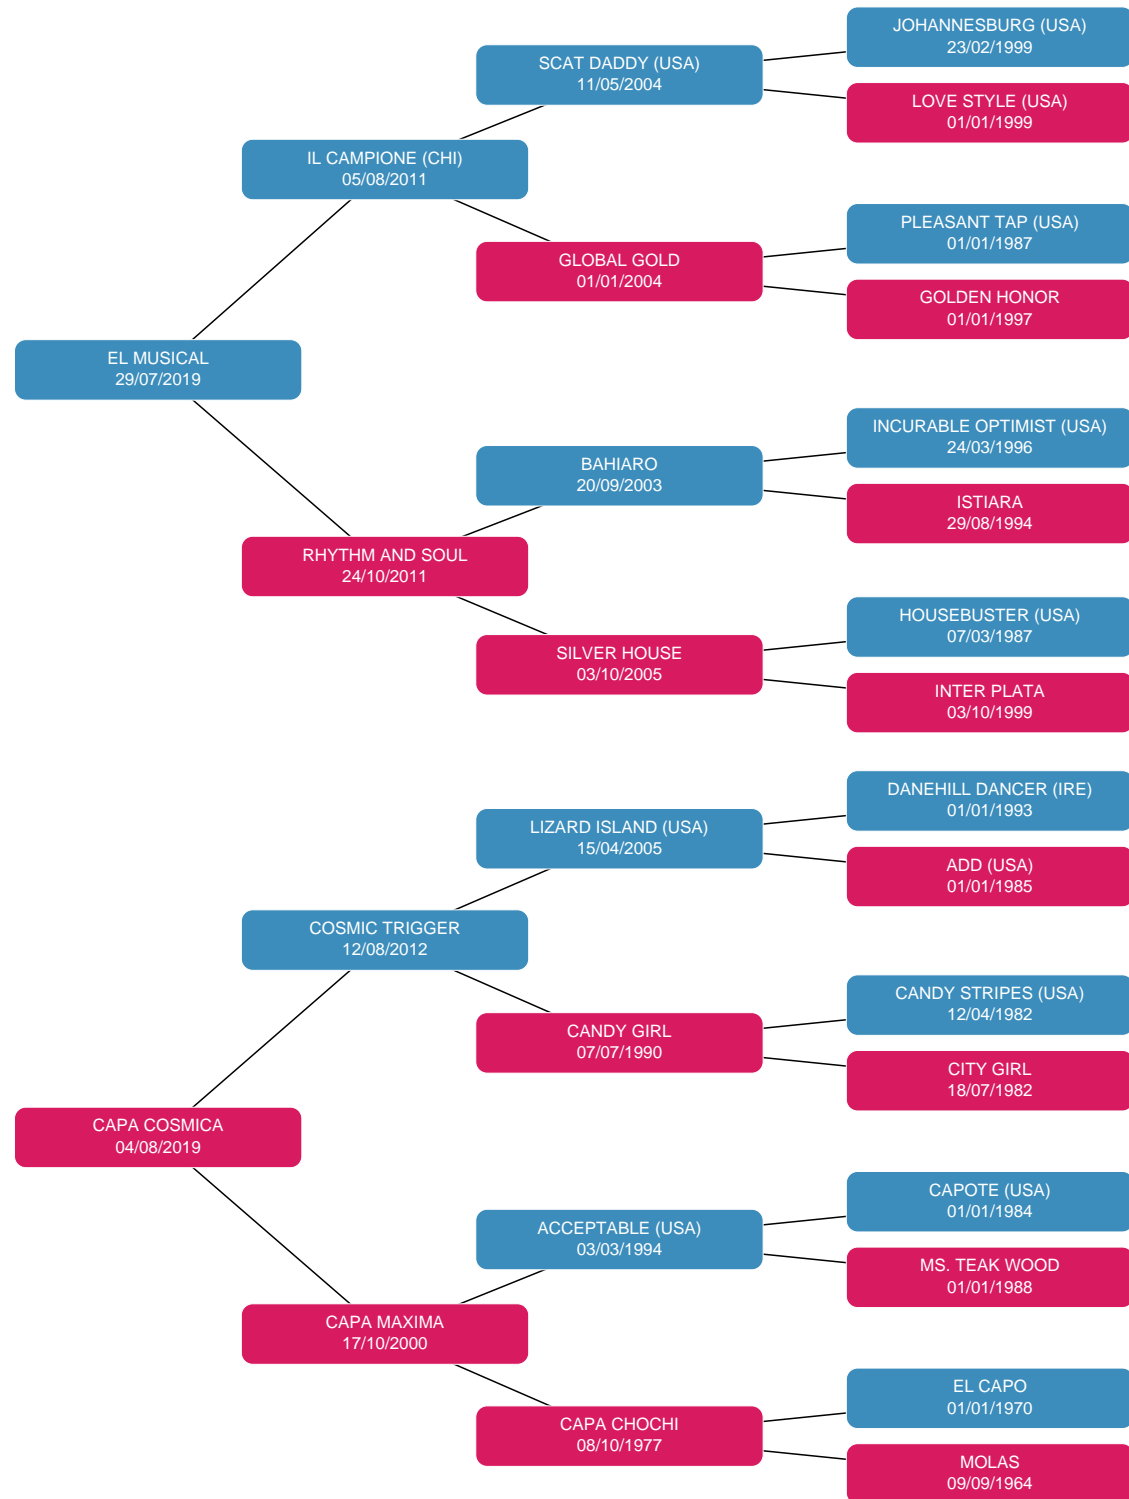 JOHANNESBURG (USA)
23/02/1999
SCAT DADDY (USA)
11/05/2004
LOVE STYLE (USA)
01/01/1999
IL CAMPIONE (CHI)
05/08/2011
PLEASANT TAP (USA)
01/01/1987
GLOBAL GOLD
01/01/2004
GOLDEN HONOR
01/01/1997
EL MUSICAL
29/07/2019
INCURABLE OPTIMIST (USA)
24/03/1996
BAHIARO
20/09/2003
ISTIARA
29/08/1994
RHYTHM AND SOUL
24/10/2011
HOUSEBUSTER (USA)
07/03/1987
SILVER HOUSE
03/10/2005
INTER PLATA
03/10/1999
DANEHILL DANCER (IRE)
01/01/1993
LIZARD ISLAND (USA)
15/04/2005
ADD (USA)
01/01/1985
COSMIC TRIGGER
12/08/2012
CANDY STRIPES (USA)
12/04/1982
CANDY GIRL
07/07/1990
CITY GIRL
18/07/1982
CAPA COSMICA
04/08/2019
CAPOTE (USA)
01/01/1984
ACCEPTABLE (USA)
03/03/1994
MS. TEAK WOOD
01/01/1988
CAPA MAXIMA
17/10/2000
EL CAPO
01/01/1970
CAPA CHOCHI
08/10/1977
MOLAS
09/09/1964